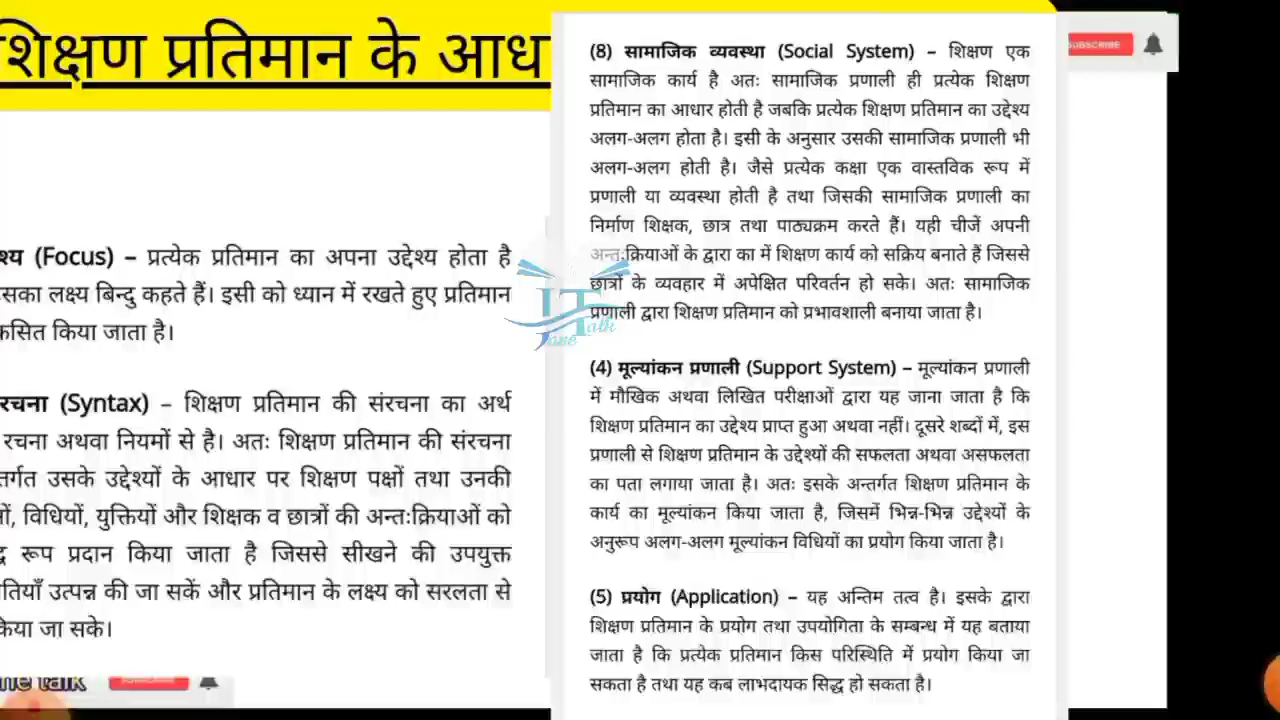 शिक्षण प्रतिमान के आध
श्य (Focus) – प्रत्येक प्रतिमान का अपना उद्देश्य होता है
सका लक्ष्य बिन्दु कहते हैं। इसी को ध्यान में रखते हुए प्रतिमान
कसित किया जाता है।
रचना (Syntax) – शिक्षण प्रतिमान की संरचना का अर्थ
रचना अथवा नियमों से है। अतः शिक्षण प्रतिमान की संरचना
तर्गत उसके उद्देश्यों के आधार पर शिक्षण पक्षों तथा उनकी
ों, विधियों, युक्तियों और शिक्षक व छात्रों की अन्तःक्रियाओं को
रूप प्रदान किया जाता है जिससे सीखने की उपयुक्त
तियाँ उत्पन्न की जा सकें और प्रतिमान के लक्ष्य को सरलता से
किया जा सके।
talk
SUBSCRIBE
(8) सामाजिक व्यवस्था (Social System) – शिक्षण एक
सामाजिक कार्य है अतः सामाजिक प्रणाली ही प्रत्येक शिक्षण
प्रतिमान का आधार होती है जबकि प्रत्येक शिक्षण प्रतिमान का उद्देश्य
अलग-अलग होता है। इसी के अनुसार उसकी सामाजिक प्रणाली भी
अलग-अलग होती है। जैसे प्रत्येक कक्षा एक वास्तविक रूप में
प्रणाली या व्यवस्था होती है तथा जिसकी सामाजिक प्रणाली का
निर्माण शिक्षक, छात्र तथा पाठ्यक्रम करते हैं। यही चीजें अपनी
अन्तःक्रियाओं के द्वारा का में शिक्षण कार्य को सक्रिय बनाते हैं जिससे
छात्रों के व्यवहार में अपेक्षित परिवर्तन हो सके। अतः सामाजिक
प्रणाली द्वारा शिक्षण प्रतिमान को प्रभावशाली बनाया जाता है।
(4) मूल्यांकन प्रणाली (Support System) – मूल्यांकन प्रणाली
में मौखिक अथवा लिखित परीक्षाओं द्वारा यह जाना जाता है कि
शिक्षण प्रतिमान का उद्देश्य प्राप्त हुआ अथवा नहीं। दूसरे शब्दों में, इस
प्रणाली से शिक्षण प्रतिमान के उद्देश्यों की सफलता अथवा असफलता
का पता लगाया जाता है। अतः इसके अन्तर्गत शिक्षण प्रतिमान के
कार्य का मूल्यांकन किया जाता है, जिसमें भिन्न-भिन्न उद्देश्यों के
अनुरूप अलग-अलग मूल्यांकन विधियों का प्रयोग किया जाता है।
(5) प्रयोग (Application) – यह अन्तिम तत्व है। इसके द्वारा
शिक्षण प्रतिमान के प्रयोग तथा उपयोगिता के सम्बन्ध में यह बताया
जाता है कि प्रत्येक प्रतिमान किस परिस्थिति में प्रयोग किया जा
सकता है तथा यह कब लाभदायक सिद्ध हो सकता है।
SUBSCRIBE